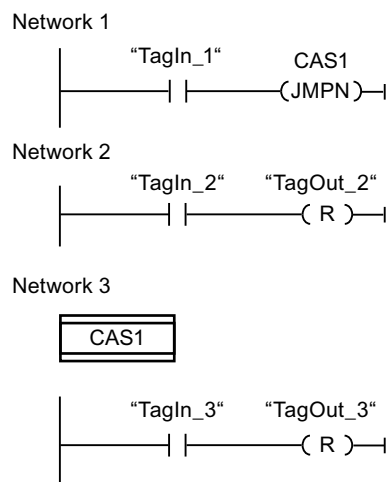 Network 1
“TagIn_1“ CAS1
(JMPN)
Network 2
“TagIn_2“ “TagOut_2“
( R )
Network 3
CAS1
“TagIn_3“ “TagOut_3“
( R )